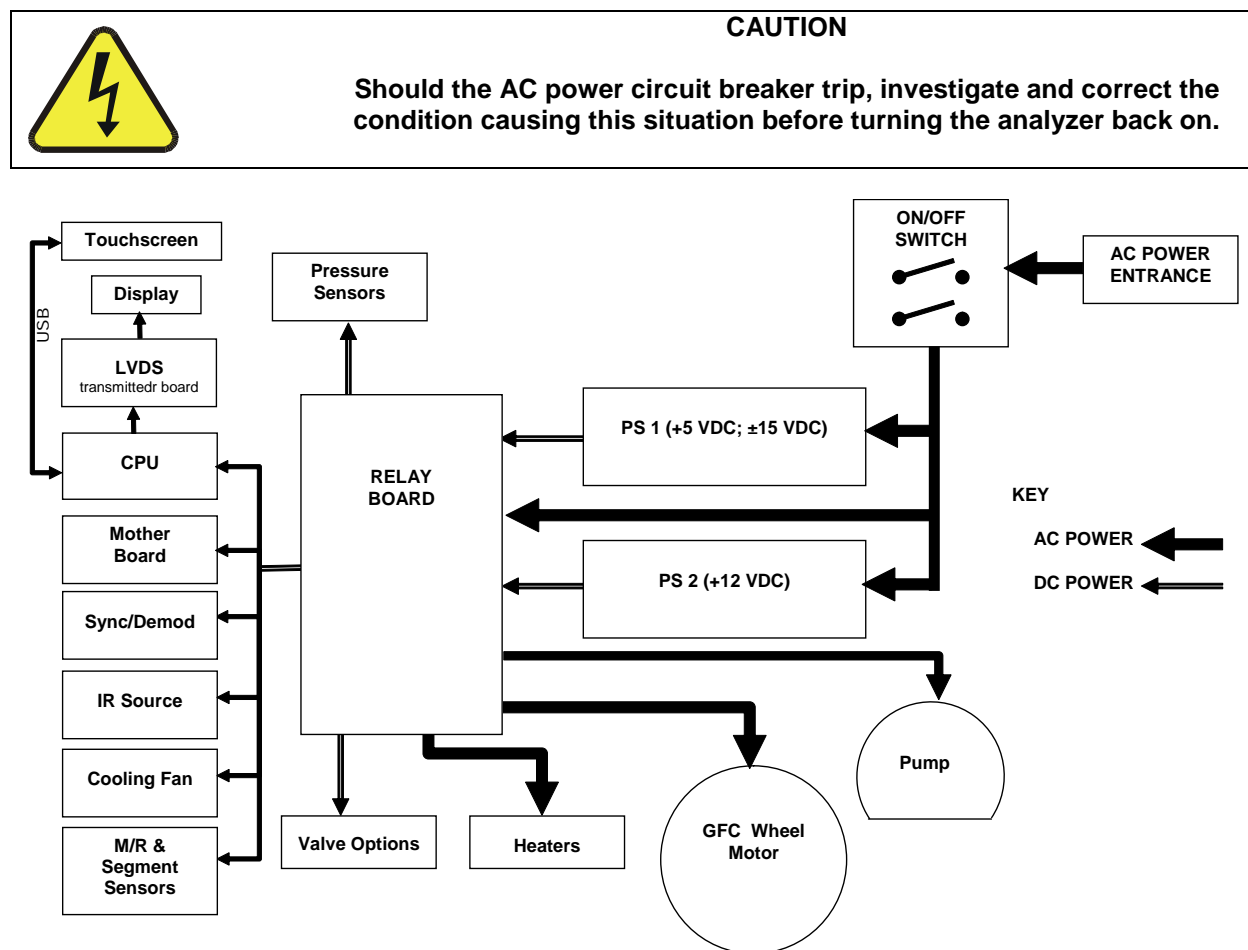 CAUTION
Should the AC power circuit breaker trip, investigate and correct the
condition causing this situation before turning the analyzer back on.
ON/OFF
SWITCH
AC POWER
ENTRANCE
Touchscreen
Display
USB
LVDS
transmittedr board
CPU
Mother
Board
Sync/Demod
IR Source
Cooling Fan
M/R &
Segment
Sensors
Pressure
Sensors
RELAY
BOARD
PS 1 (+5 VDC; ±15 VDC)
PS 2 (+12 VDC)
KEY
AC POWER
DC POWER
Valve Options
Heaters
GFC Wheel
Motor
Pump